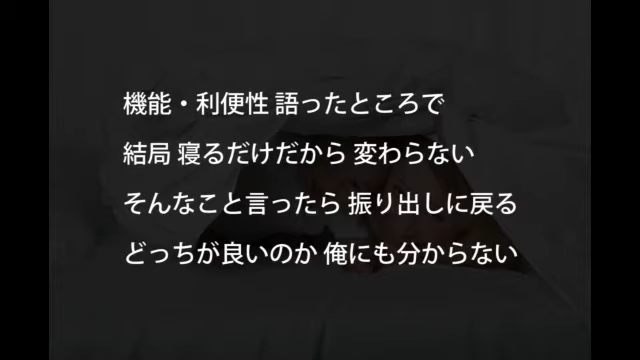 機能・利便性 語ったところで
結局 寝るだけだから 変わらない
そんなこと言ったら 振り出しに戻る
どっちが良いのか 俺にも分からない